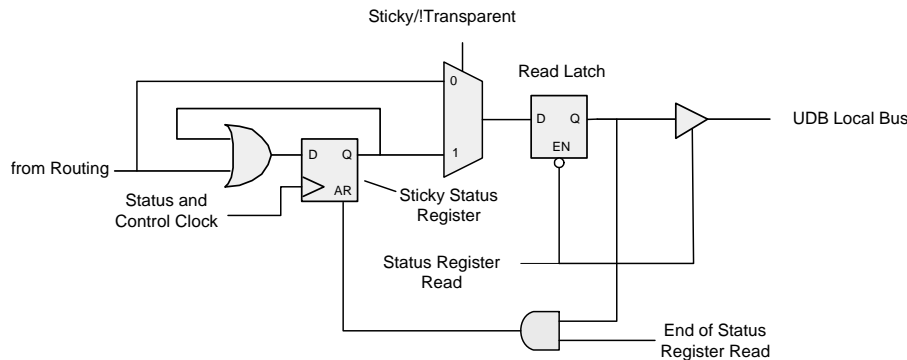 Sticky/!Transparent
0
Read Latch
D
Q
UDB Local Bus
EN
1
D
Q
from Routing
AR
Status and
Control Clock
Sticky Status
Register
Status Register
Read
End of Status
Register Read